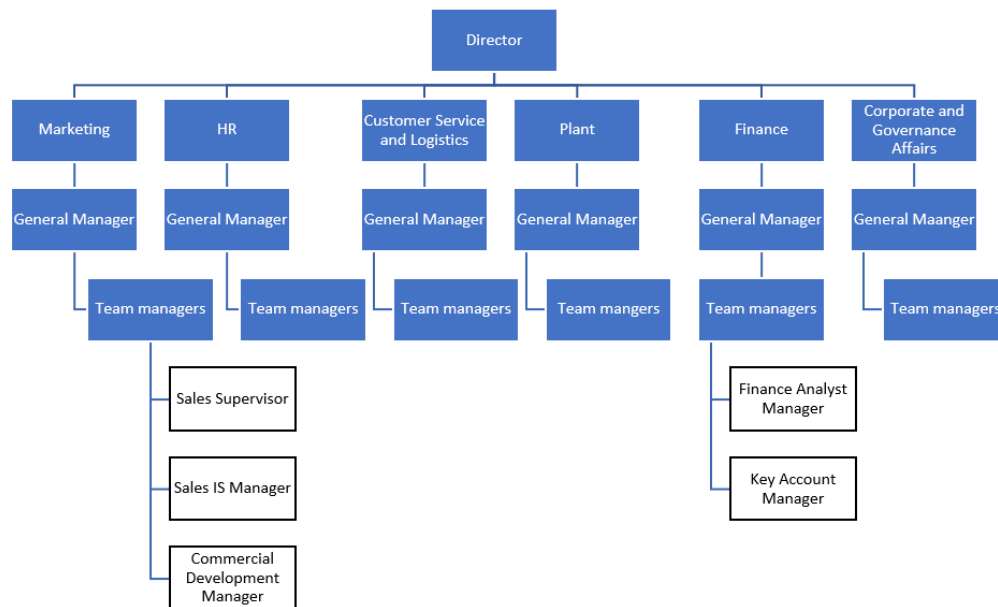 Director
Marketing
HR
Customer Service
and Logistics
Plant
Finance
Corporate and
Governance
Affairs
General Manager
General Manager
General Manager
General Manager
General Manager
General Maanger
Team managers
Team managers
Team managers
Team mangers
Team managers
Team managers
Sales Supervisor
Finance Analyst
Manager
Sales IS Manager
Key Account
Manager
Commercial
Development
Manager